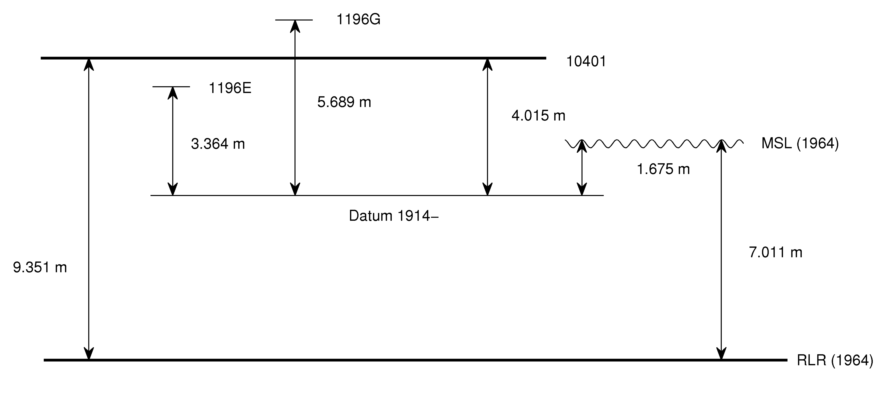 1196G
10401
1196E
5.689 m
4.015 m
3.364 m
MSL (1964)
1.675 m
Datum 1914−
7.011 m
9.351 m
RLR (1964)